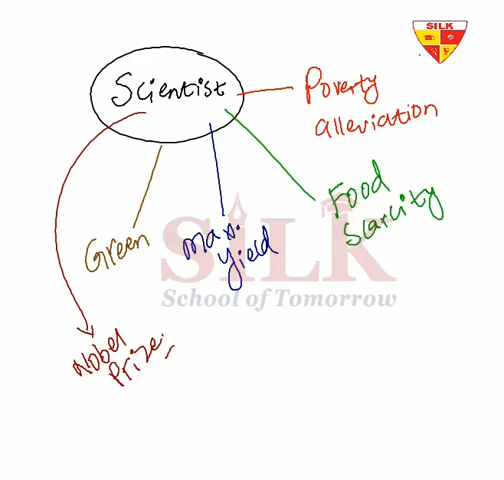 SILK
Scientist
Poverty
alleviation
Food
Scarcity
Green
max.
yield
SILK
School of Tomorrow
Nobel
Prize